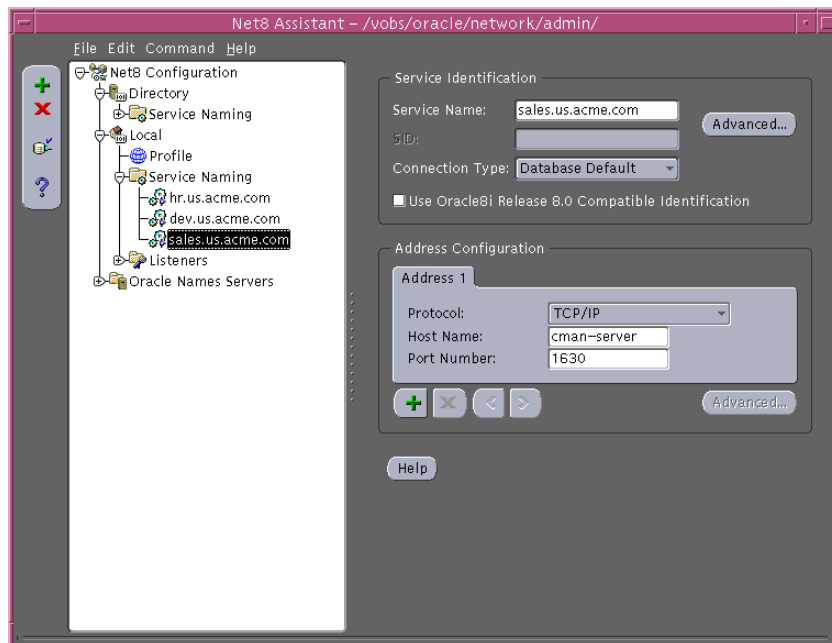 Net8 Assistant – /vobs/oracle/network/admin/
File Edit Command Help
Net8 Configuration
Directory
Service Naming
Local
Profile
Service Naming
hr.us.acme.com
dev.us.acme.com
sales.us.acme.com
Listeners
Oracle Names Servers
Service Identification
Service Name: sales.us.acme.com
Advanced...
SID:
Connection Type: Database Default
Use Oracle8i Release 8.0 Compatible Identification
Address Configuration
Address 1
Protocol: TCP/IP
Host Name: cman-server
Port Number: 1630
Advanced...
Help